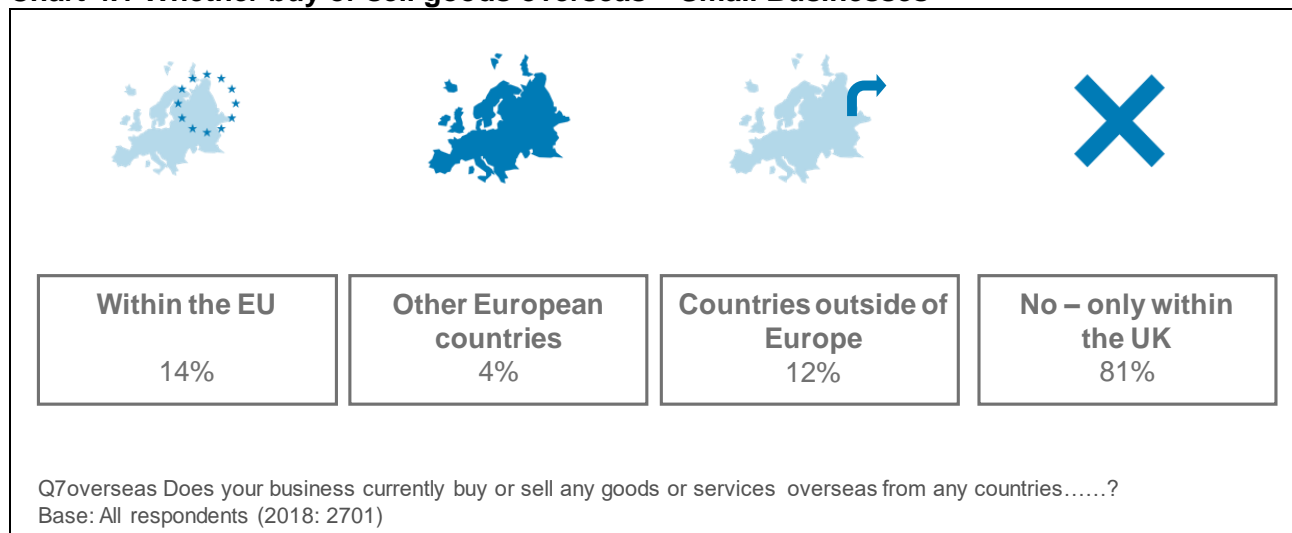 Within the EU
14%
Other European
countries
4%
Countries outside of
Europe
12%
No – only within
the UK
81%
Q7overseas Does your business currently buy or sell any goods or services overseas from any countries......?
Base: All respondents (2018: 2701)